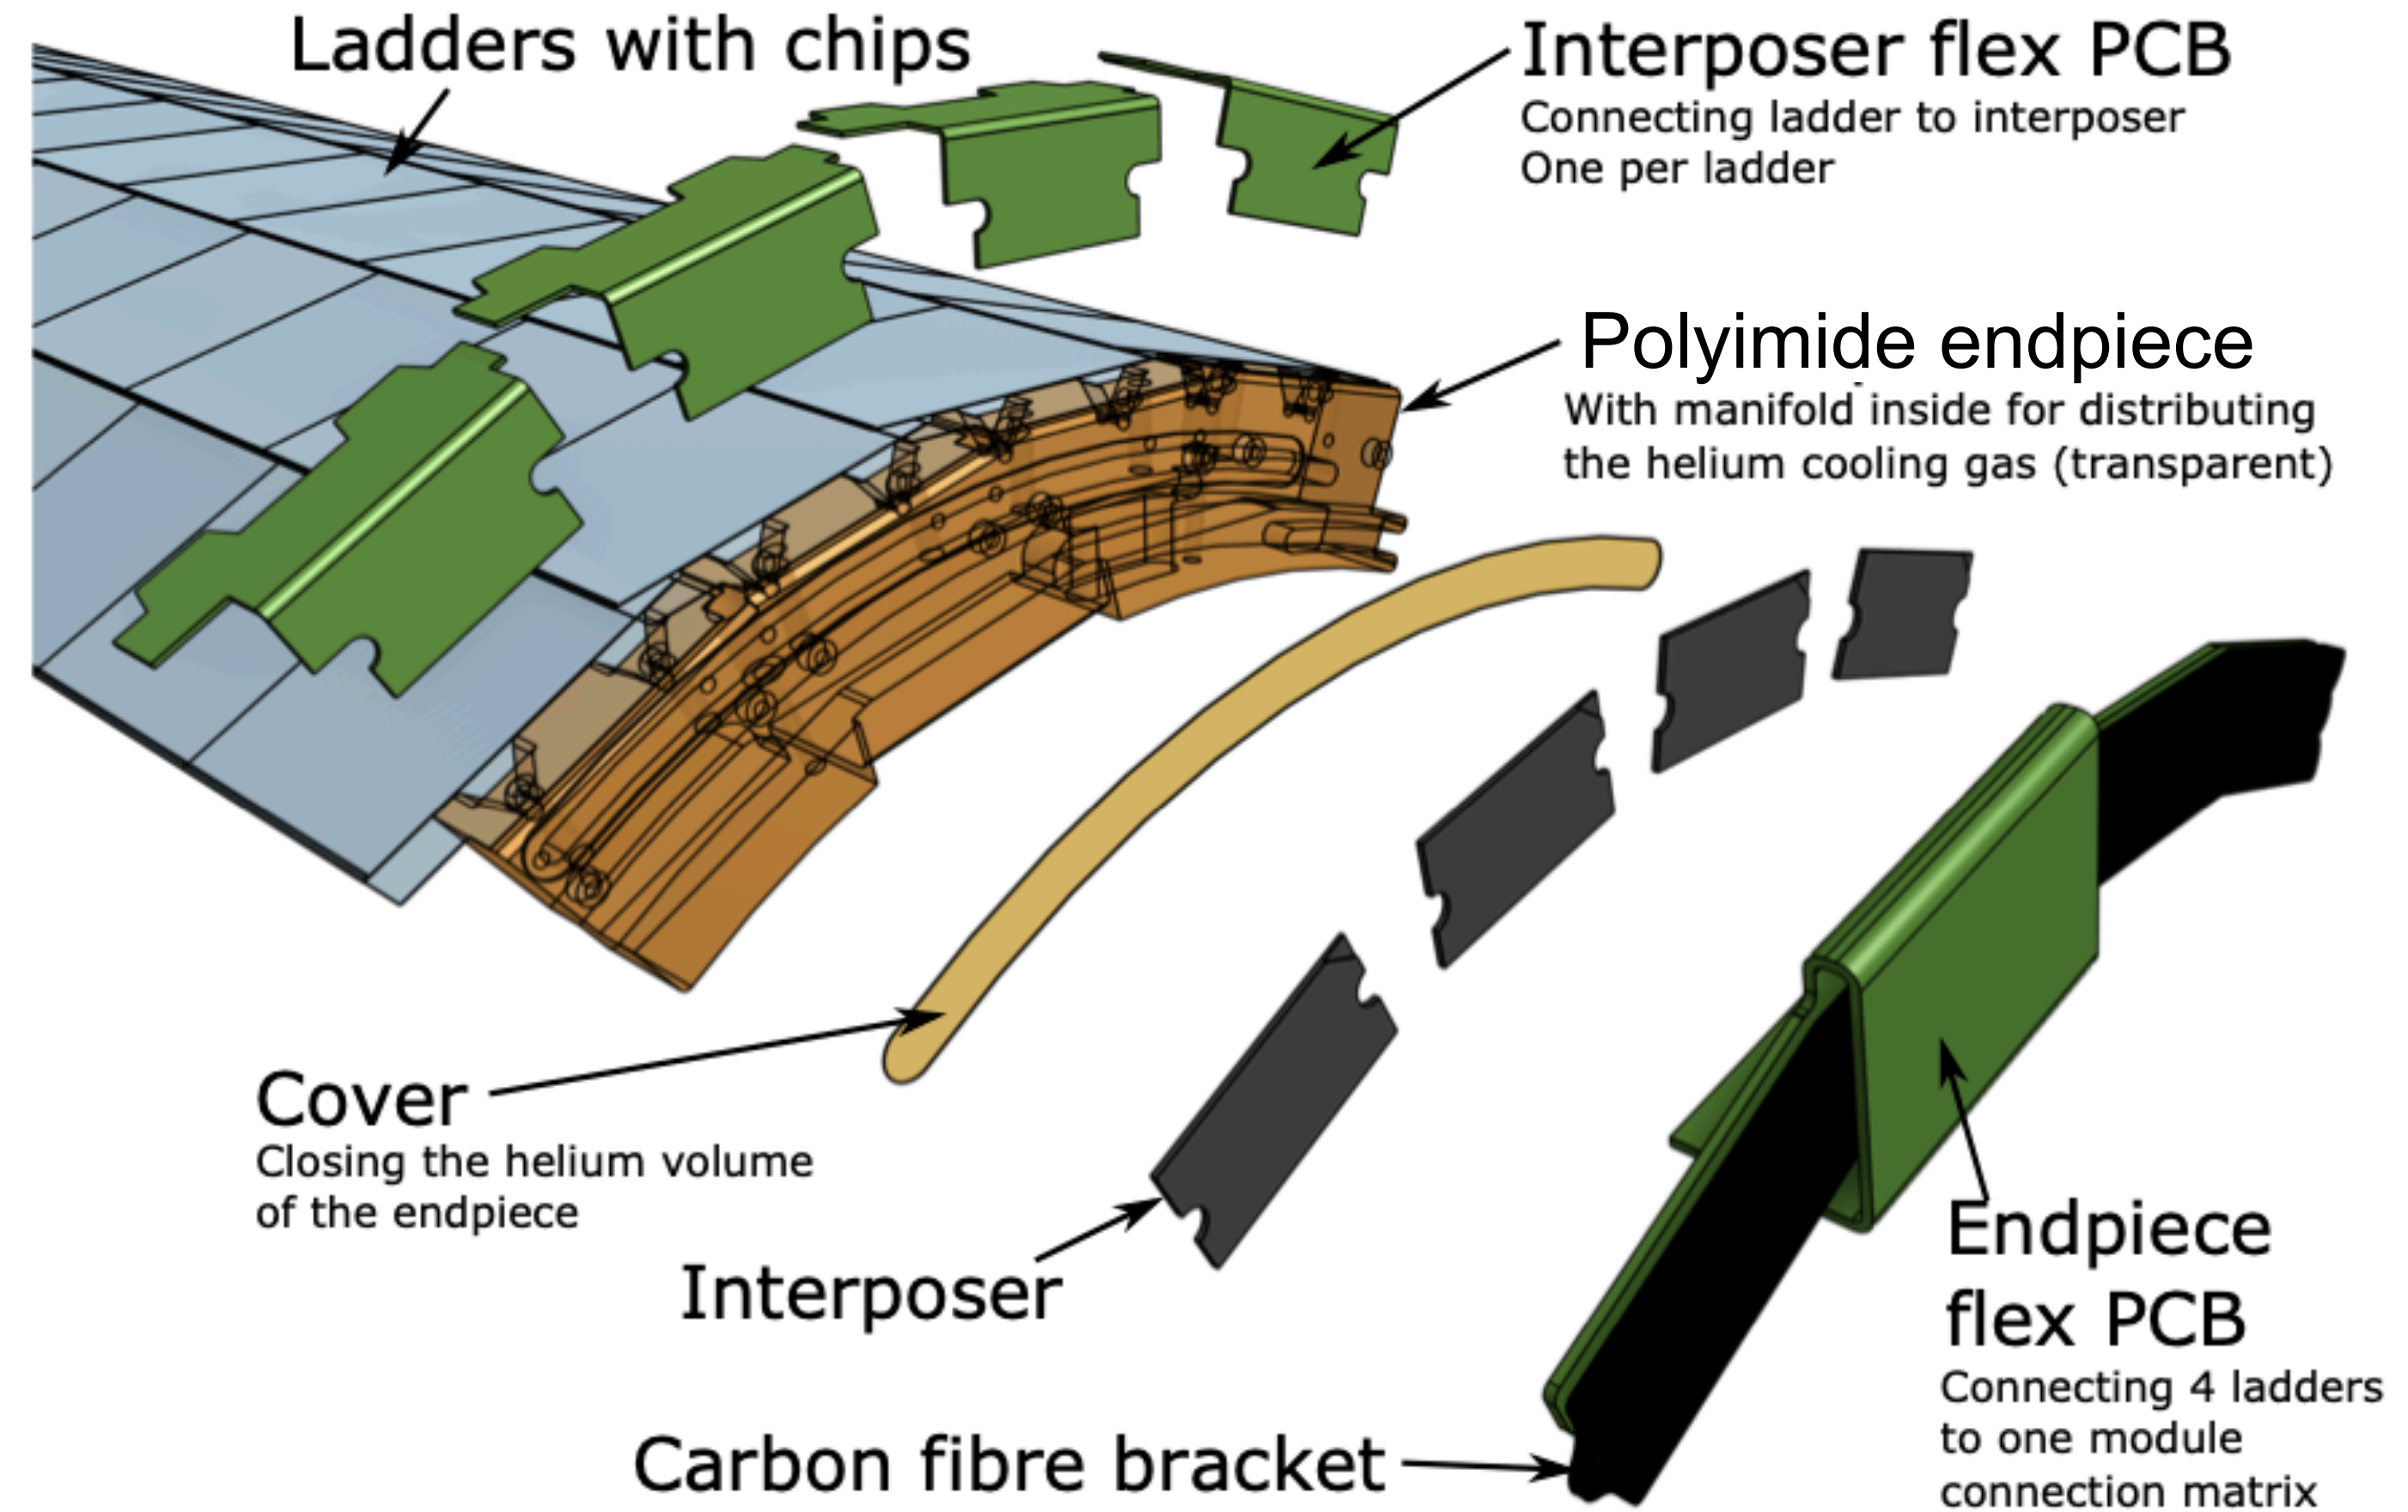 Ladders with chips
Interposer flex PCB
Connecting ladder to interposer
One per ladder
Polyimide endpiece
With manifold inside for distributing
the helium cooling gas (transparent)
Cover
Closing the helium volume
of the endpiece
Interposer
Endpiece
flex PCB
Connecting 4 ladders
to one module
connection matrix
Carbon fibre bracket